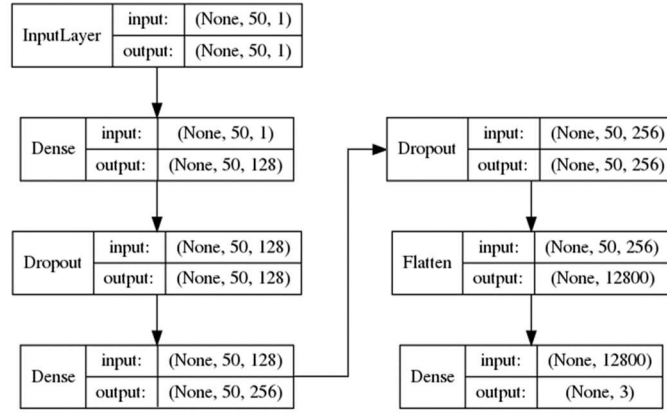 InputLayer
input: (None, 50, 1)
output: (None, 50, 1)
Dense
input: (None, 50, 1)
output: (None, 50, 128)
Dropout
input: (None, 50, 128)
output: (None, 50, 128)
Dense
input: (None, 50, 128)
output: (None, 50, 256)
Dropout
input: (None, 50, 256)
output: (None, 50, 256)
Flatten
input: (None, 50, 256)
output: (None, 12800)
Dense
input: (None, 12800)
output: (None, 3)